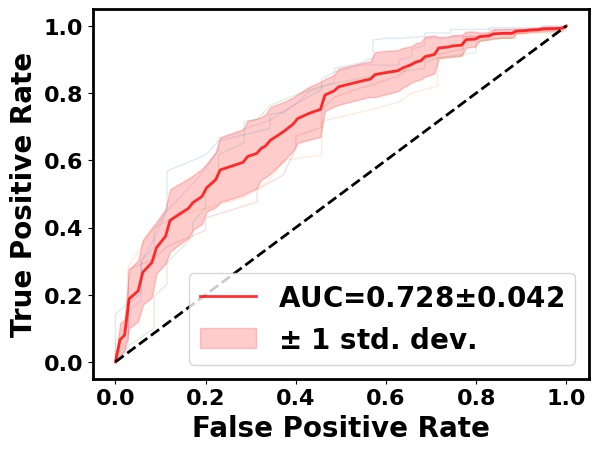 1.0
0.8
0.6
0.4
0.2
0.0
True Positive Rate
AUC=0.728±0.042
± 1 std. dev.
0.0 0.2 0.4 0.6 0.8 1.0
False Positive Rate